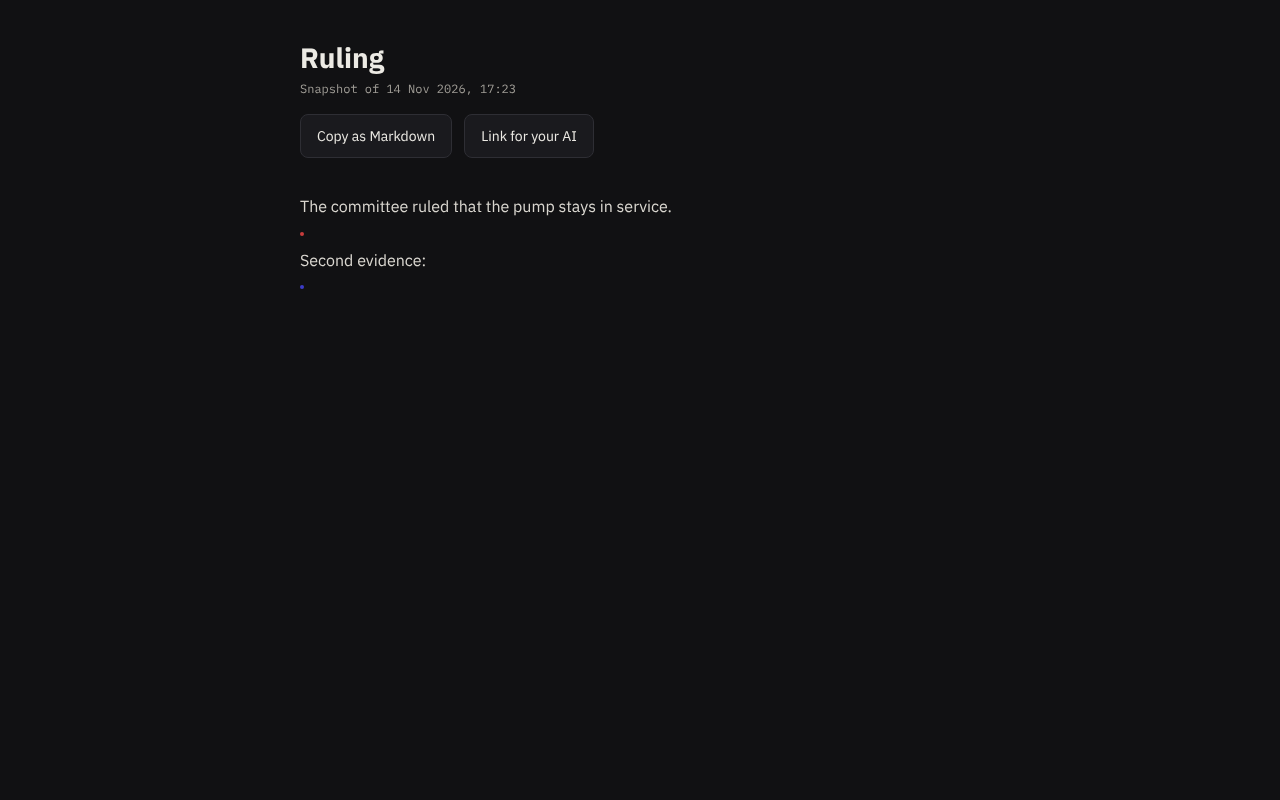 Ruling
Snapshot of 14 Nov 2026, 17:23
Copy as Markdown
Link for your AI
The committee ruled that the pump stays in service.
Second evidence: